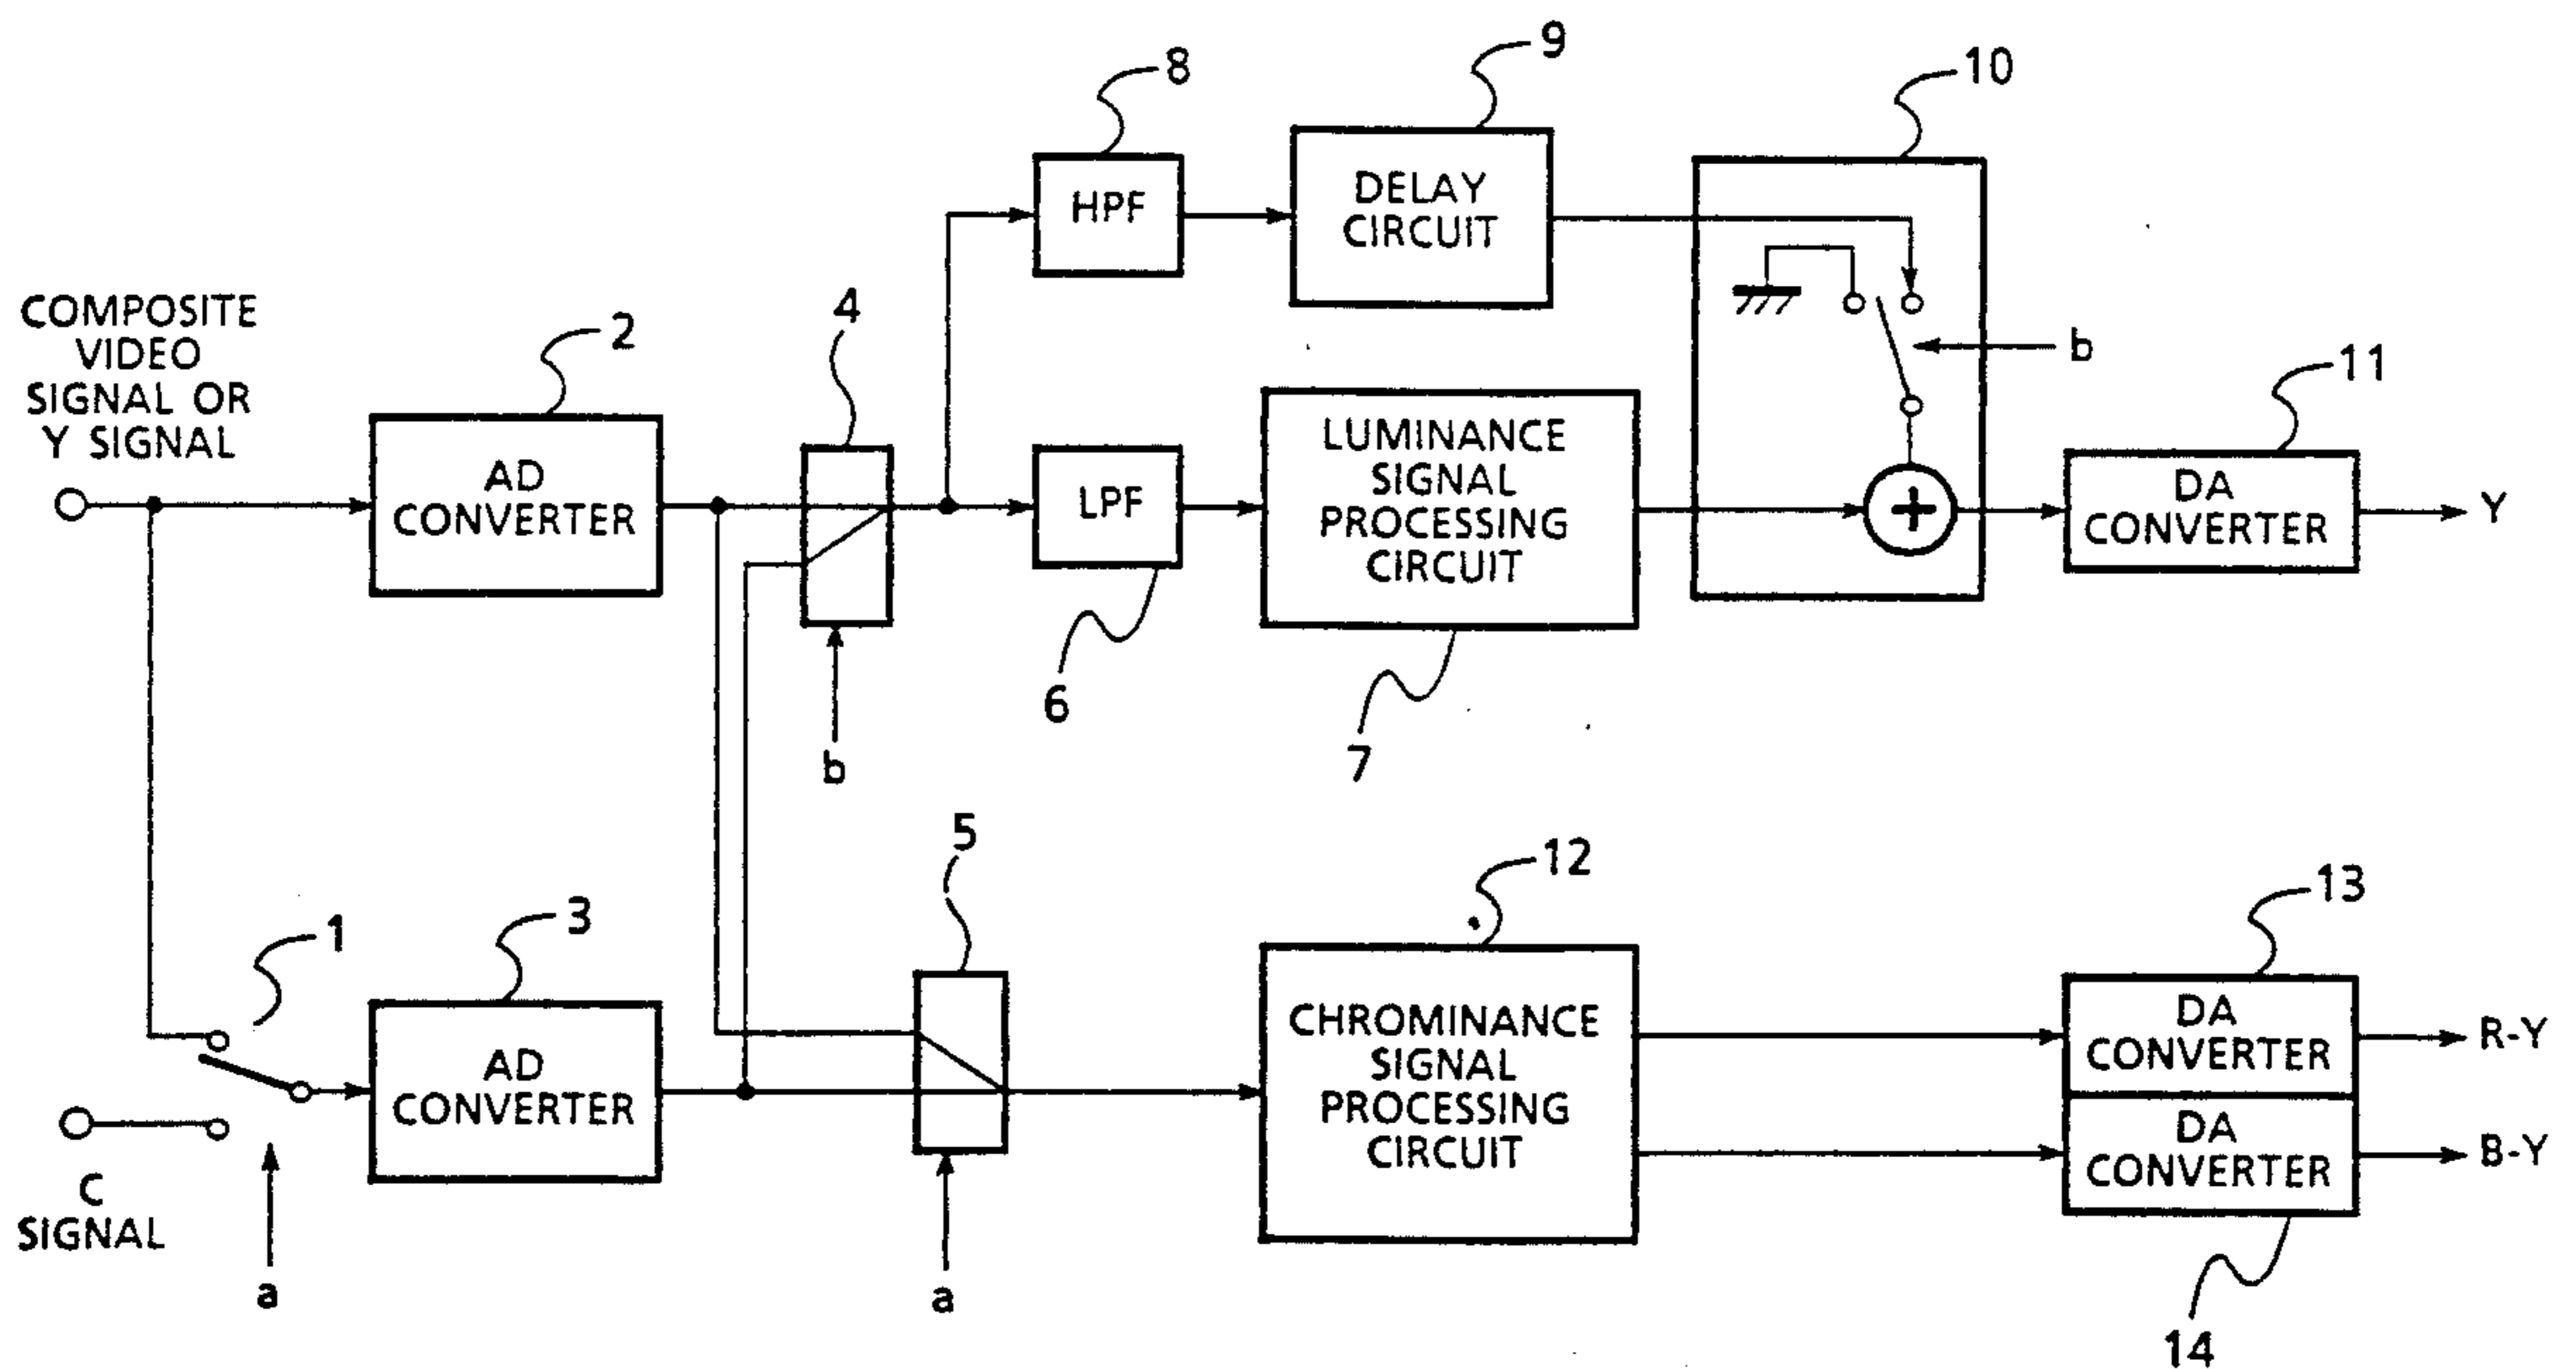 COMPOSITE
VIDEO
SIGNAL OR
Y SIGNAL
2
AD
CONVERTER
4
b
8
HPF
9
DELAY
CIRCUIT
10
b
6
LPF
7
LUMINANCE
SIGNAL
PROCESSING
CIRCUIT
+
11
DA
CONVERTER
Y
C
SIGNAL
1
a
3
AD
CONVERTER
5
a
12
CHROMINANCE
SIGNAL
PROCESSING
CIRCUIT
13
DA
CONVERTER
R-Y
DA
CONVERTER
B-Y
14